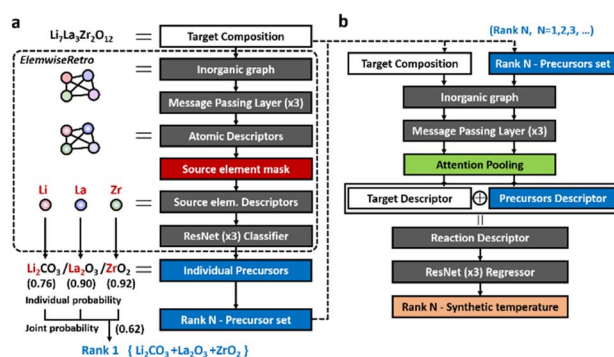 a
Li7La3Zr2O12
Target Composition
ElemwiseRetro
Inorganic graph
Message Passing Layer (x3)
Atomic Descriptors
Source element mask
Li La Zr
Source elem. Descriptors
ResNet (x3) Classifier
Li2CO3/La2O3/ZrO2
Individual Precursors
(0.76) (0.90) (0.92)
Individual probability
Joint probability (0.62)
Rank N - Precursor set
Rank 1 { Li2CO3+La2O3+ZrO2 }
b
(Rank N, N=1,2,3, ...)
Target Composition
Rank N - Precursors set
Inorganic graph
Message Passing Layer (x3)
Attention Pooling
Target Descriptor ⊕ Precursors Descriptor
Reaction Descriptor
ResNet (x3) Regressor
Rank N - Synthetic temperature